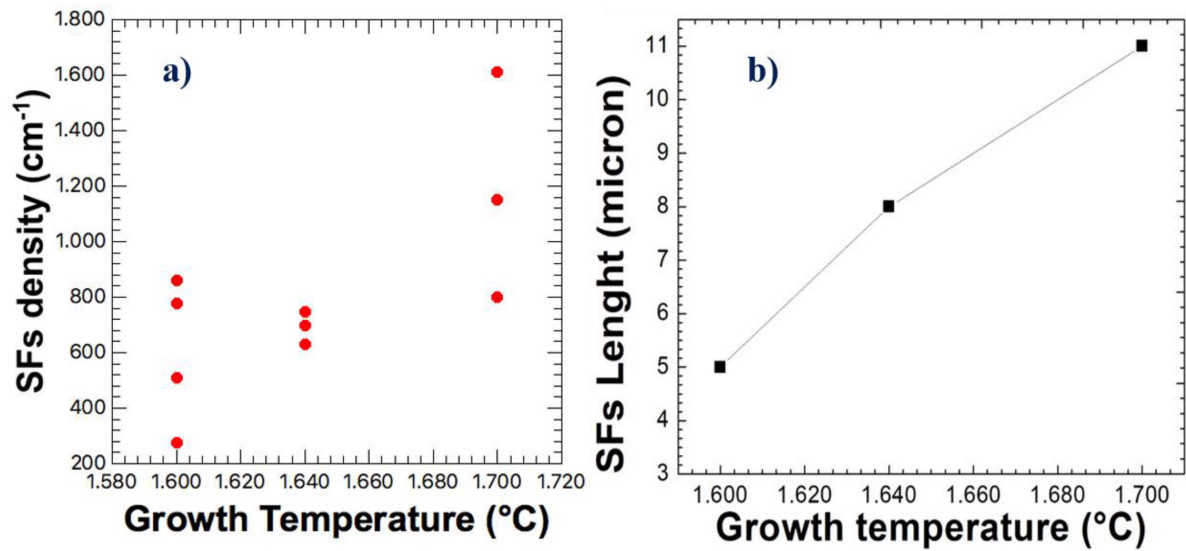 a)
SFs density (cm⁻¹)
1.800
1.600
1.400
1.200
1.000
800
600
400
200
1.580 1.600 1.620 1.640 1.660 1.680 1.700 1.720
Growth Temperature (°C)
b)
SFs Lenght (micron)
11
10
9
8
7
6
5
4
3
1.600 1.620 1.640 1.660 1.680 1.700
Growth temperature (°C)